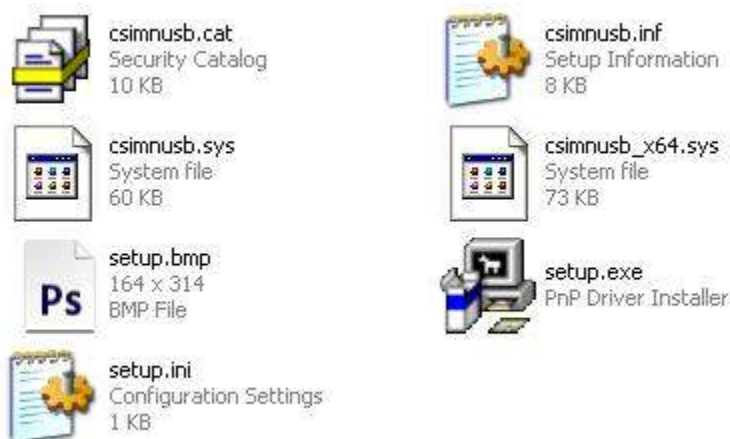 csimnusb.cat
Security Catalog
10 KB
csimnusb.inf
Setup Information
8 KB
csimnusb.sys
System file
60 KB
csimnusb_x64.sys
System file
73 KB
setup.bmp
164 x 314
BMP File
Ps
setup.exe
PnP Driver Installer
setup.ini
Configuration Settings
1 KB